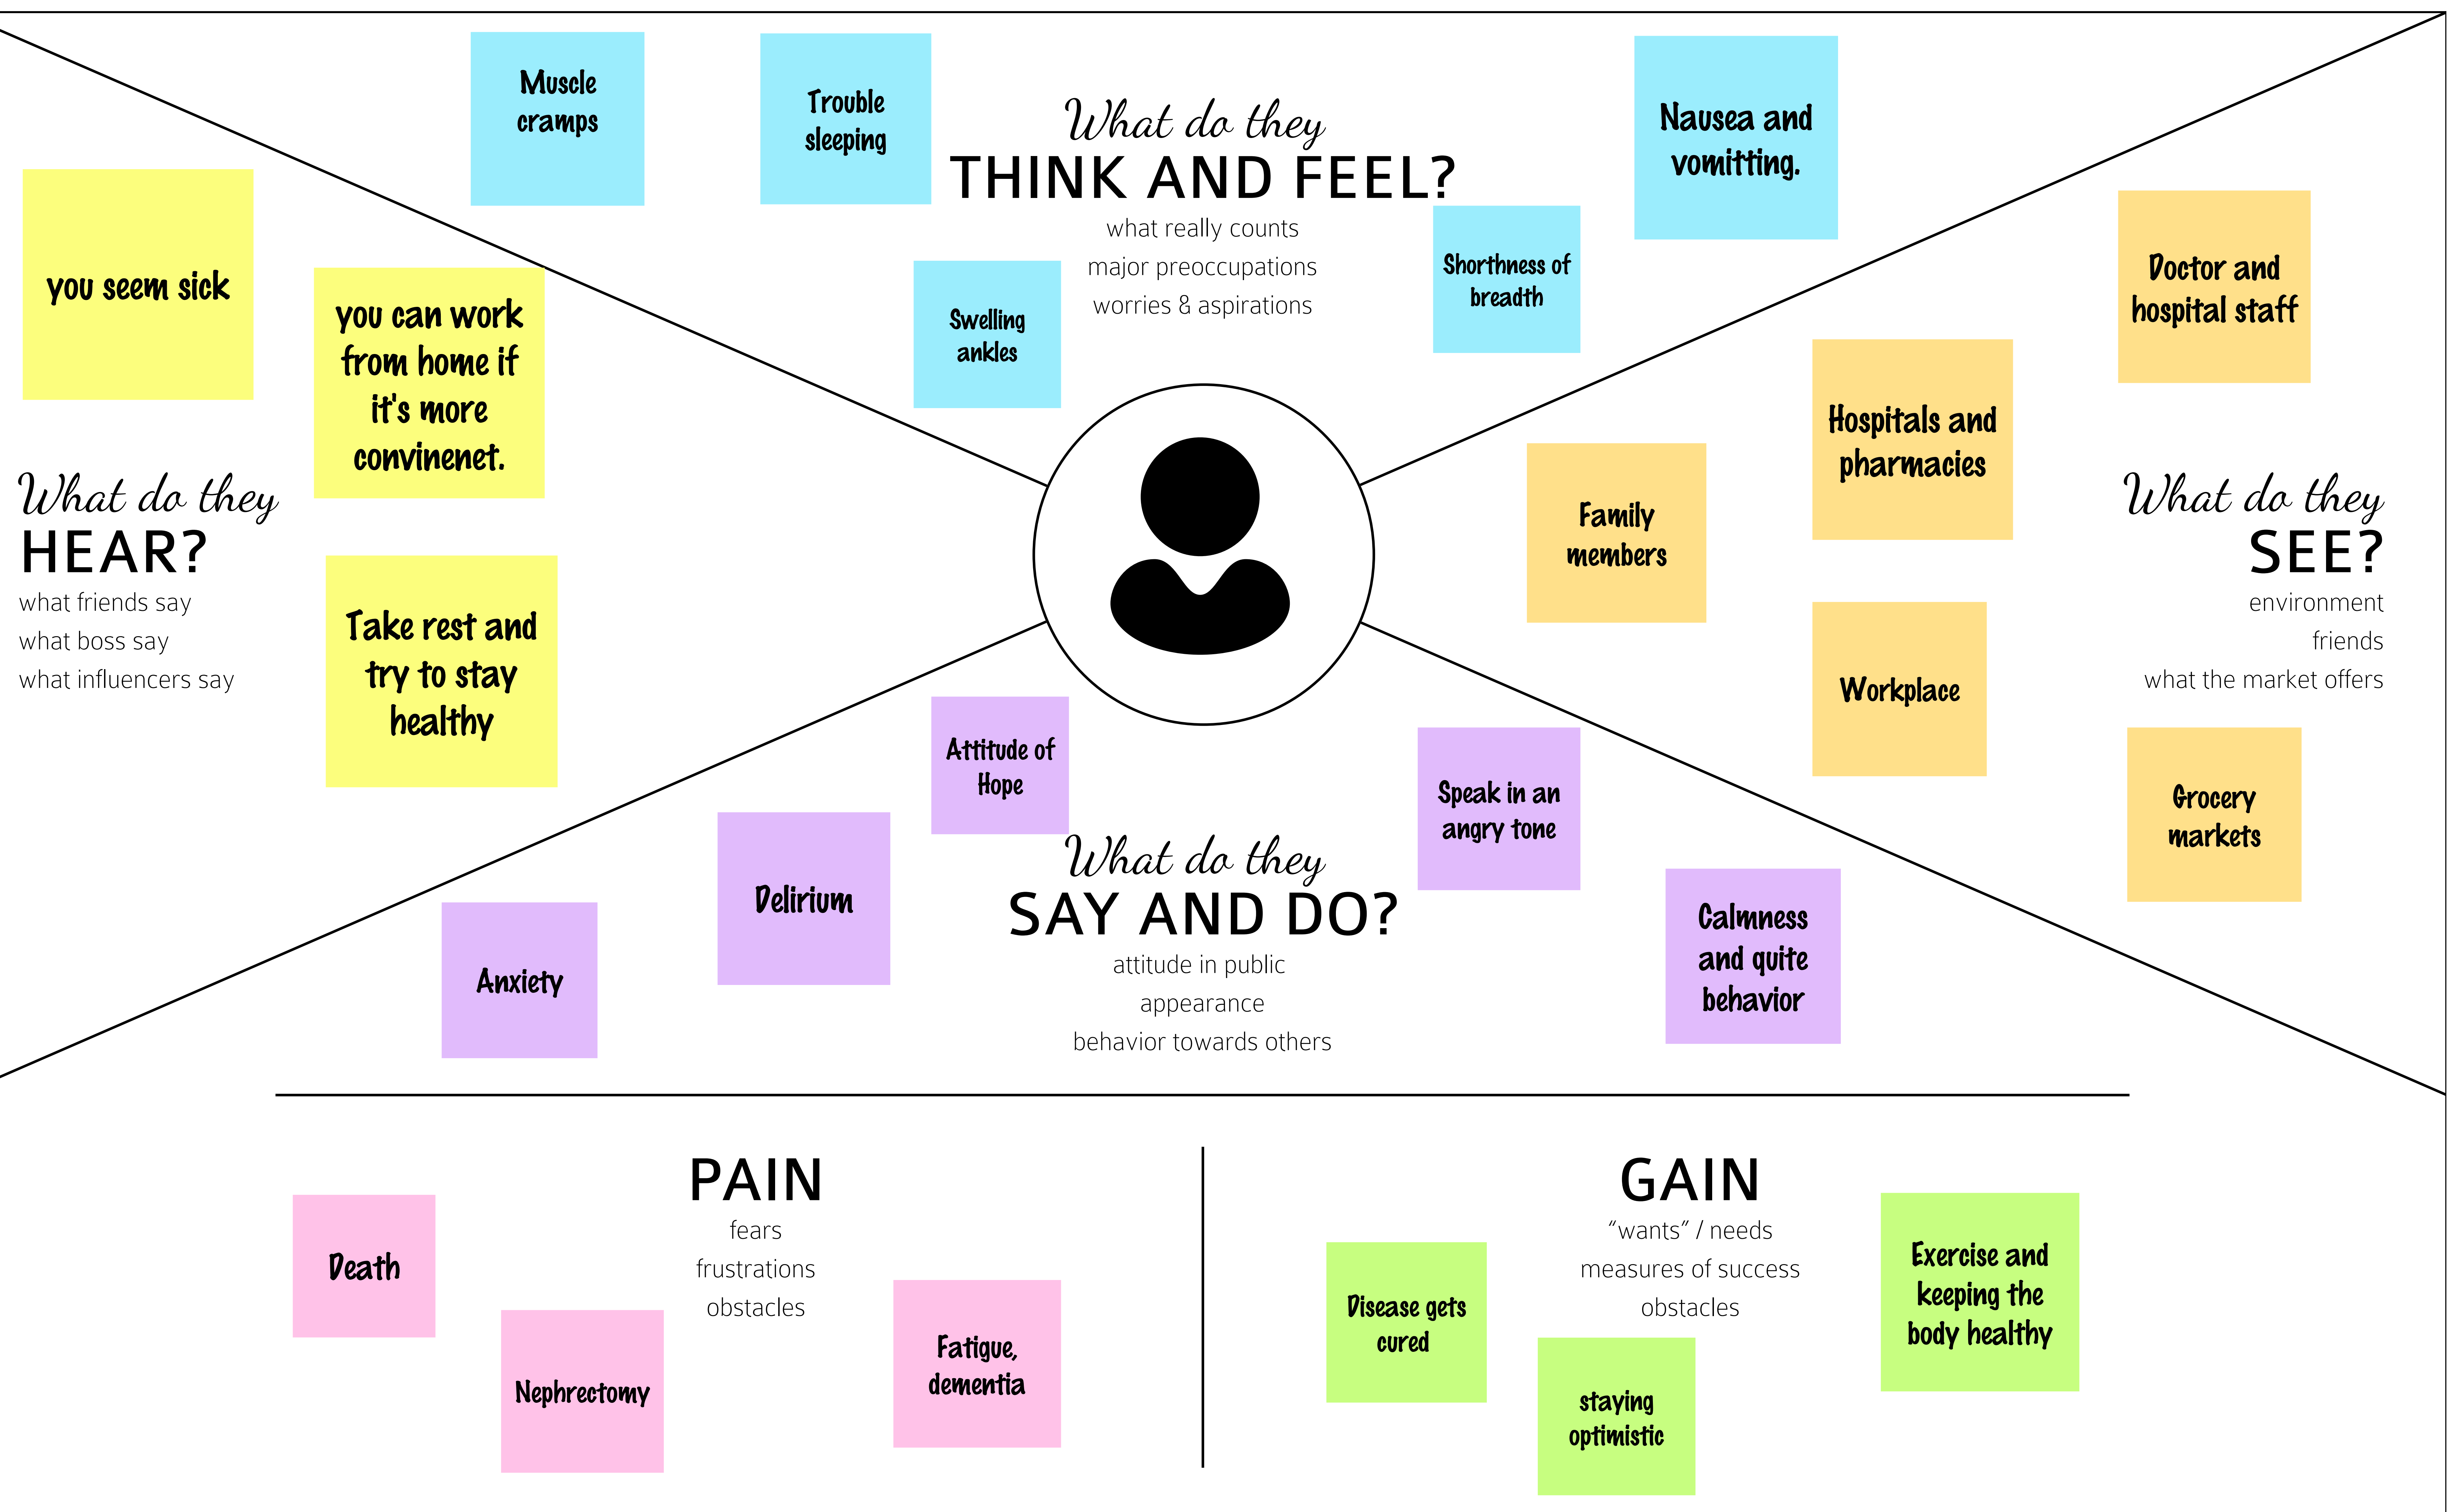 Muscle
cramps
Trouble
sleeping
What do they
THINK AND FEEL?
what really counts
major preoccupations
worries & aspirations
Nausea and
vomitting.
Swelling
ankles
Shorthness of
breadth
you seem sick
you can work
from home if
it's more
convinenet.
What do they
HEAR?
what friends say
what boss say
what influencers say
Take rest and
try to stay
healthy
Doctor and
hospital staff
Hospitals and
pharmacies
Family
members
What do they
SEE?
environment
friends
what the market offers
Workplace
Grocery
markets
Attitude of
Hope
Speak in an
angry tone
Delirium
What do they
SAY AND DO?
attitude in public
appearance
behavior towards others
Anxiety
Calmness
and quite
behavior
PAIN
fears
frustrations
obstacles
Death
Nephrectomy
Fatigue,
dementia
GAIN
“wants” / needs
measures of success
obstacles
Disease gets
cured
staying
optimistic
Exercise and
keeping the
body healthy